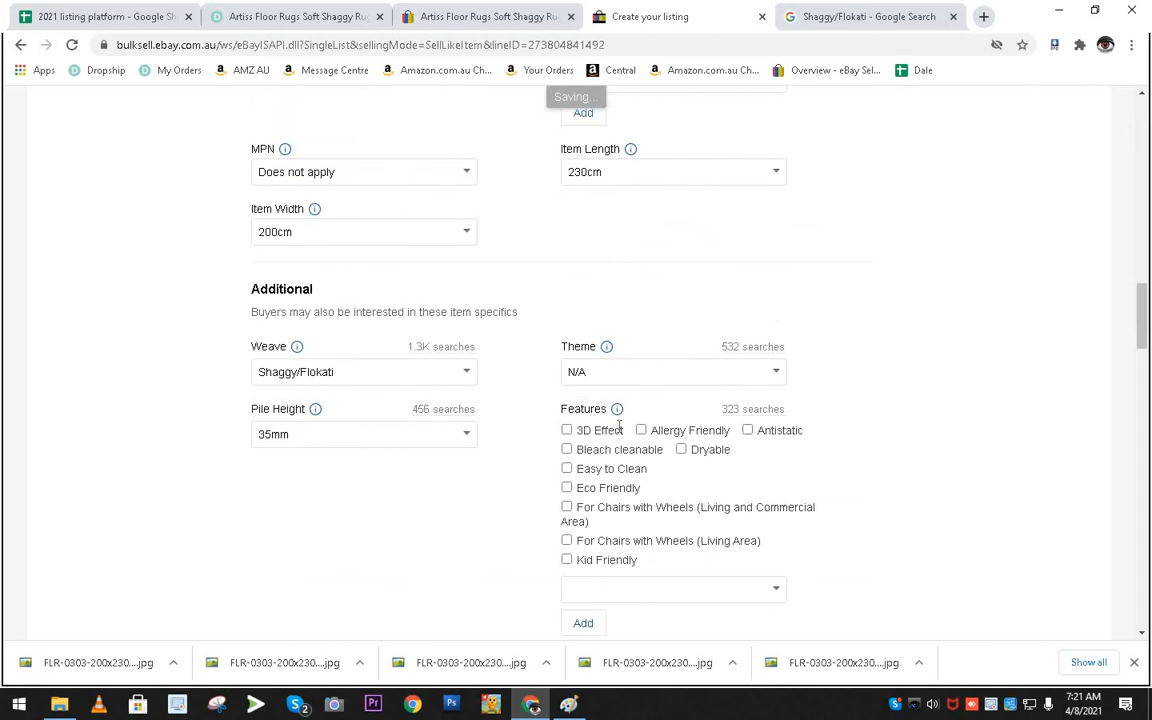 2021 listing platform - Google Sh
Artiss Floor Rugs Soft Shaggy Rug
Artiss Floor Rugs Soft Shaggy Rug
Create your listing
Shaggy/Flokati - Google Search
bulksell.ebay.com.au/ws/eBayISAPI.dll?SingleList&sellingMode=SellLikeItem&lineID=273804841492
Apps
Dropship
My Orders
AMZ AU
Message Centre
Amazon.com.au Ch...
Your Orders
Central
Amazon.com.au Ch...
Overview - eBay Sel...
Dale
Saving...
Add
MPN
Item Length
Does not apply
230cm
Item Width
200cm
Additional
Buyers may also be interested in these item specifics
Weave 1.3K searches
Theme 532 searches
Shaggy/Flokati
N/A
Pile Height 456 searches
Features 323 searches
35mm
3D Effect Allergy Friendly Antistatic
Bleach cleanable Dryable
Easy to Clean
Eco Friendly
For Chairs with Wheels (Living and Commercial
Area)
For Chairs with Wheels (Living Area)
Kid Friendly
Add
FLR-0303-200x230....jpg
FLR-0303-200x230....jpg
FLR-0303-200x230....jpg
FLR-0303-200x230....jpg
FLR-0303-200x230....jpg
Show all
7:21 AM
4/8/2021